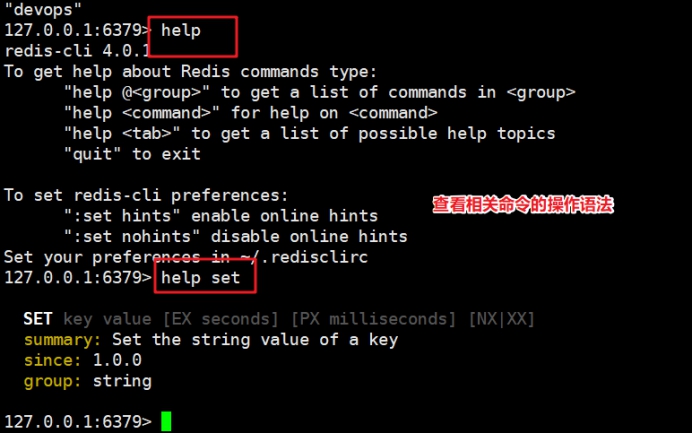 "devops"
127.0.0.1:6379> help
redis-cli 4.0.1
To get help about Redis commands type:
"help @<group>" to get a list of commands in <group>
"help <command>" for help on <command>
"help <tab>" to get a list of possible help topics
"quit" to exit
To set redis-cli preferences:
":set hints" enable online hints
查看相关命令的操作语法
":set nohints" disable online hints
Set your preferences in ~/.redisclirc
127.0.0.1:6379> help set
SET key value [EX seconds] [PX milliseconds] [NX|XX]
summary: Set the string value of a key
since: 1.0.0
group: string
127.0.0.1:6379>